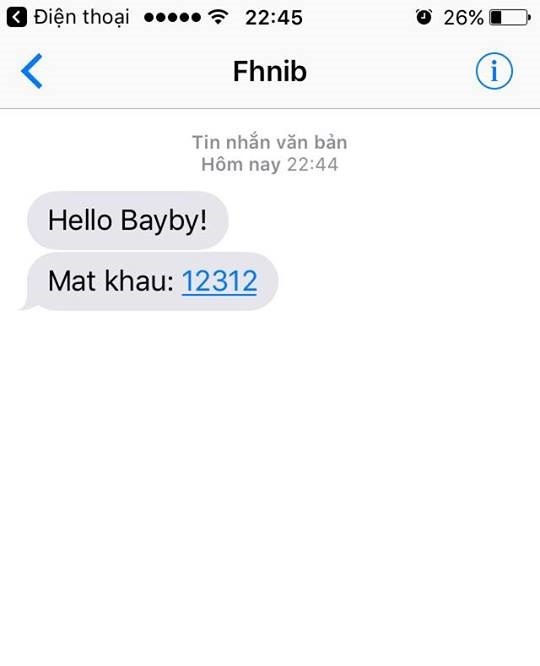 Điện thoại 22:45 26%
Fhnib
Tin nhắn văn bản
Hôm nay 22:44
Hello Bayby!
Mat khau: 12312